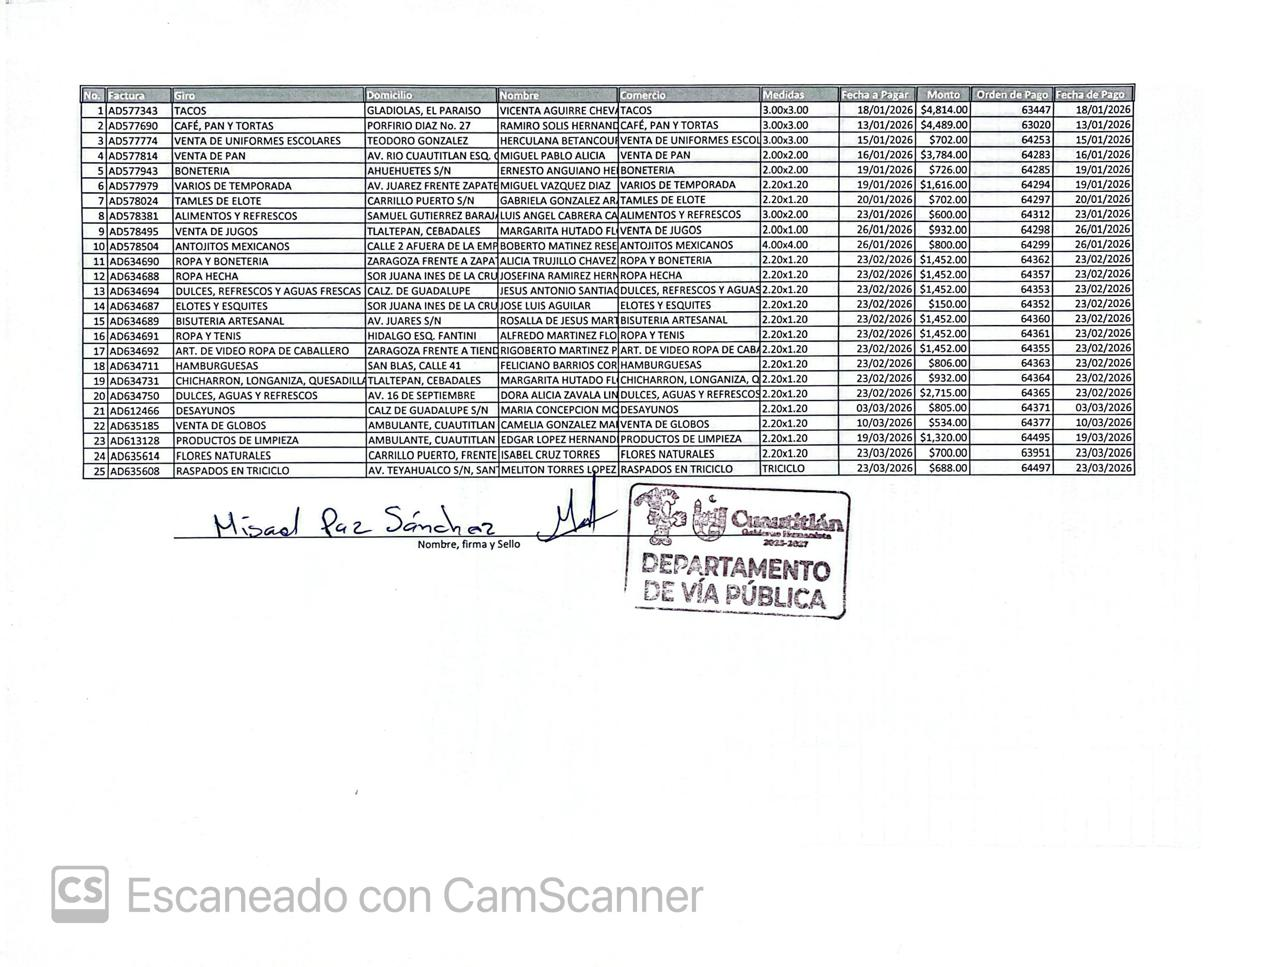 No. Factura Giro Domicilio Nombre Comercio Medidas Fecha a Pagar Monto Orden de Pago Fecha de Pago
1 AD577343 TACOS GLADIOLAS, EL PARAISO VICENTA AGUIRRE CHEVA TACOS 3.00x3.00 18/01/2026 $4,814.00 63447 18/01/2026
2 AD577690 CAFÉ, PAN Y TORTAS PORFIRIO DIAZ No. 27 RAMIRO SOLIS HERNAND CAFÉ, PAN Y TORTAS 3.00x3.00 13/01/2026 $4,489.00 63020 13/01/2026
3 AD577774 VENTA DE UNIFORMES ESCOLARES TEODORO GONZALEZ HERCULANA BETANCOUR VENTA DE UNIFORMES ESCOL 3.00x3.00 15/01/2026 $702.00 64253 15/01/2026
4 AD577814 VENTA DE PAN AV. RIO CUAUTITLAN ESQ. MIGUEL PABLO ALICIA VENTA DE PAN 2.00x2.00 16/01/2026 $3,784.00 64283 16/01/2026
5 AD577943 BONETERIA AHUEHUETES S/N ERNESTO ANGUIANO HE BONETERIA 2.00x2.00 19/01/2026 $726.00 64285 19/01/2026
6 AD577979 VARIOS DE TEMPORADA AV. JUAREZ FRENTE ZAPATE MIGUEL VAZQUEZ DIAZ VARIOS DE TEMPORADA 2.20x1.20 19/01/2026 $1,616.00 64294 19/01/2026
7 AD578024 TAMLES DE ELOTE CARRILLO PUERTO S/N GABRIELA GONZALEZ AR TAMLES DE ELOTE 2.20x1.20 20/01/2026 $702.00 64297 20/01/2026
8 AD578381 ALIMENTOS Y REFRESCOS SAMUEL GUTIERREZ BARAJ LUIS ANGEL CABRERA CA ALIMENTOS Y REFRESCOS 3.00x2.00 23/01/2026 $600.00 64312 23/01/2026
9 AD578495 VENTA DE JUGOS TLALTEPAN, CEBADALES MARGARITA HUTADO FL VENTA DE JUGOS 2.00x1.00 26/01/2026 $932.00 64298 26/01/2026
10 AD578504 ANTOJITOS MEXICANOS CALLE 2 AFUERA DE LA EMP BOBERTO MATINEZ RESE ANTOJITOS MEXICANOS 4.00x4.00 26/01/2026 $800.00 64299 26/01/2026
11 AD634690 ROPA Y BONETERIA ZARAGOZA FRENTE A ZAPA ALICIA TRUJILLO CHAVEZ ROPA Y BONETERIA 2.20x1.20 23/02/2026 $1,452.00 64362 23/02/2026
12 AD634688 ROPA HECHA SOR JUANA INES DE LA CRU JOSEFINA RAMIREZ HERN ROPA HECHA 2.20x1.20 23/02/2026 $1,452.00 64357 23/02/2026
13 AD634694 DULCES, REFRESCOS Y AGUAS FRESCAS CALZ. DE GUADALUPE JESUS ANTONIO SANTIAG DULCES, REFRESCOS Y AGUAS 2.20x1.20 23/02/2026 $1,452.00 64353 23/02/2026
14 AD634687 ELOTES Y ESQUITES SOR JUANA INES DE LA CRU JOSE LUIS AGUILAR ELOTES Y ESQUITES 2.20x1.20 23/02/2026 $150.00 64352 23/02/2026
15 AD634689 BISUTERIA ARTESANAL AV. JUARES S/N ROSALLA DE JESUS MART BISUTERIA ARTESANAL 2.20x1.20 23/02/2026 $1,452.00 64360 23/02/2026
16 AD634691 ROPA Y TENIS HIDALGO ESQ. FANTINI ALFREDO MARTINEZ FLO ROPA Y TENIS 2.20x1.20 23/02/2026 $1,452.00 64361 23/02/2026
17 AD634692 ART. DE VIDEO ROPA DE CABALLERO ZARAGOZA FRENTE A TIEND RIGOBERTO MARTINEZ P ART. DE VIDEO ROPA DE CABA 2.20x1.20 23/02/2026 $1,452.00 64355 23/02/2026
18 AD634711 HAMBURGUESAS SAN BLAS, CALLE 41 FELICIANO BARRIOS COR HAMBURGUESAS 2.20x1.20 23/02/2026 $806.00 64363 23/02/2026
19 AD634731 CHICHARRON, LONGANIZA, QUESADILLA TLALTEPAN, CEBADALES MARGARITA HUTADO FL CHICHARRON, LONGANIZA, Q 2.20x1.20 23/02/2026 $932.00 64364 23/02/2026
20 AD634750 DULCES, AGUAS Y REFRESCOS AV. 16 DE SEPTIEMBRE DORA ALICIA ZAVALA LIN DULCES, AGUAS Y REFRESCOS 2.20x1.20 23/02/2026 $2,715.00 64365 23/02/2026
21 AD612466 DESAYUNOS CALZ DE GUADALUPE S/N MARIA CONCEPCION MC DESAYUNOS 2.20x1.20 03/03/2026 $805.00 64371 03/03/2026
22 AD635185 VENTA DE GLOBOS AMBULANTE, CUAUTITLAN CAMELIA GONZALEZ MA VENTA DE GLOBOS 2.20x1.20 10/03/2026 $534.00 64377 10/03/2026
23 AD613128 PRODUCTOS DE LIMPIEZA AMBULANTE, CUAUTITLAN EDGAR LOPEZ HERNAND PRODUCTOS DE LIMPIEZA 2.20x1.20 19/03/2026 $1,320.00 64495 19/03/2026
24 AD635614 FLORES NATURALES CARRILLO PUERTO, FRENTE ISABEL CRUZ TORRES FLORES NATURALES 2.20x1.20 23/03/2026 $700.00 63951 23/03/2026
25 AD635608 RASPADOS EN TRICICLO AV. TEYAHUALCO S/N, SAN MELITON TORRES LOPEZ RASPADOS EN TRICICLO TRICICLO 23/03/2026 $688.00 64497 23/03/2026
Misael Paz Sánchez
Nombre, firma y Sello
Cuautitlán
Gobierno Humanista
2025-2027
DEPARTAMENTO
DE VÍA PÚBLICA
CS Escaneado con CamScanner